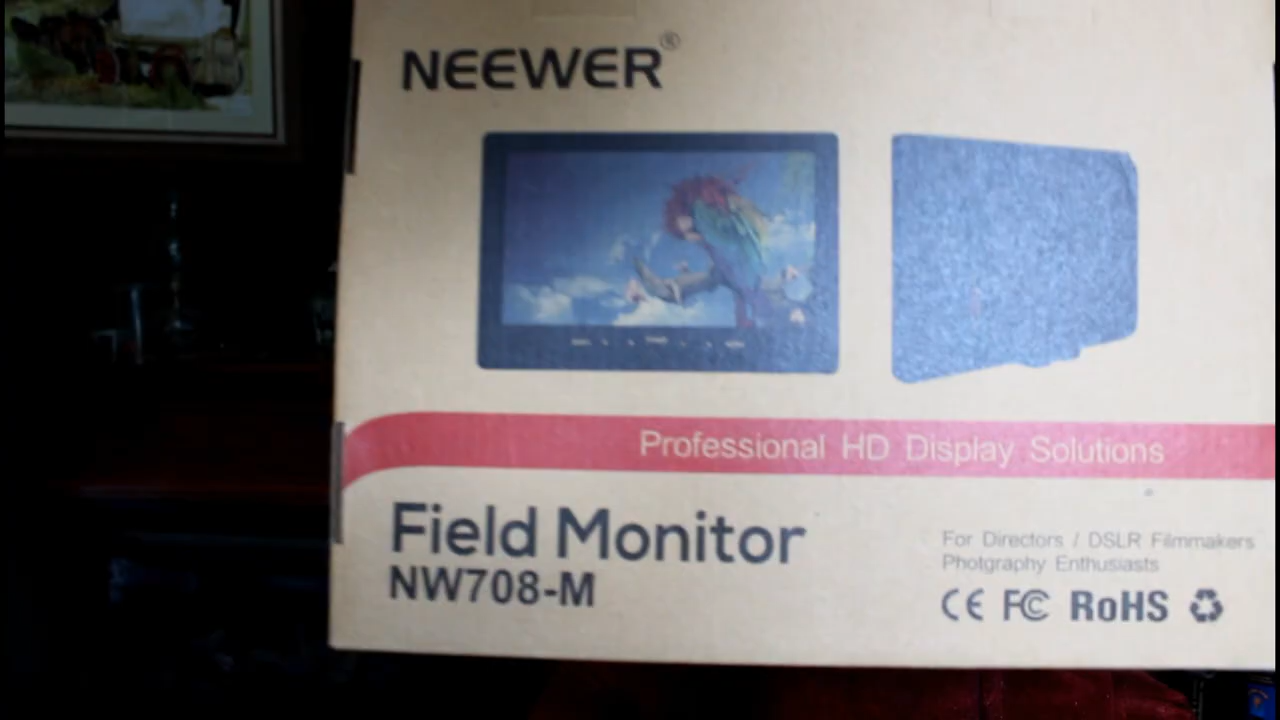 NEEWER®
Professional HD Display Solutions
Field Monitor
NW708-M
For Directors / DSLR Filmmakers
Photgraphy Enthusiasts
CE FC RoHS